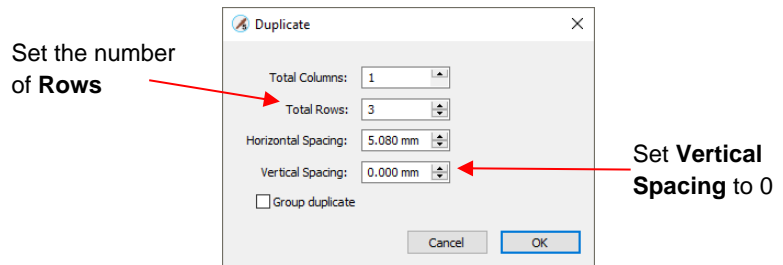 Duplicate
Set the number
of Rows
Total Columns: 1
Total Rows: 3
Horizontal Spacing: 5.080 mm
Vertical Spacing: 0.000 mm
Group duplicate
Set Vertical
Spacing to 0
Cancel OK